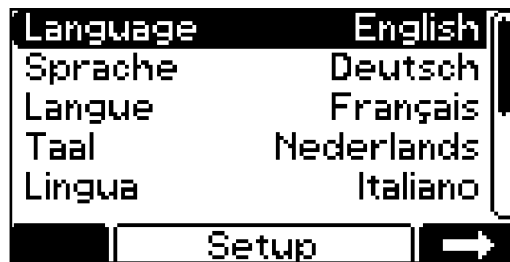 Language English
Sprache Deutsch
Langue Français
Taal Nederlands
Lingua Italiano
Setup